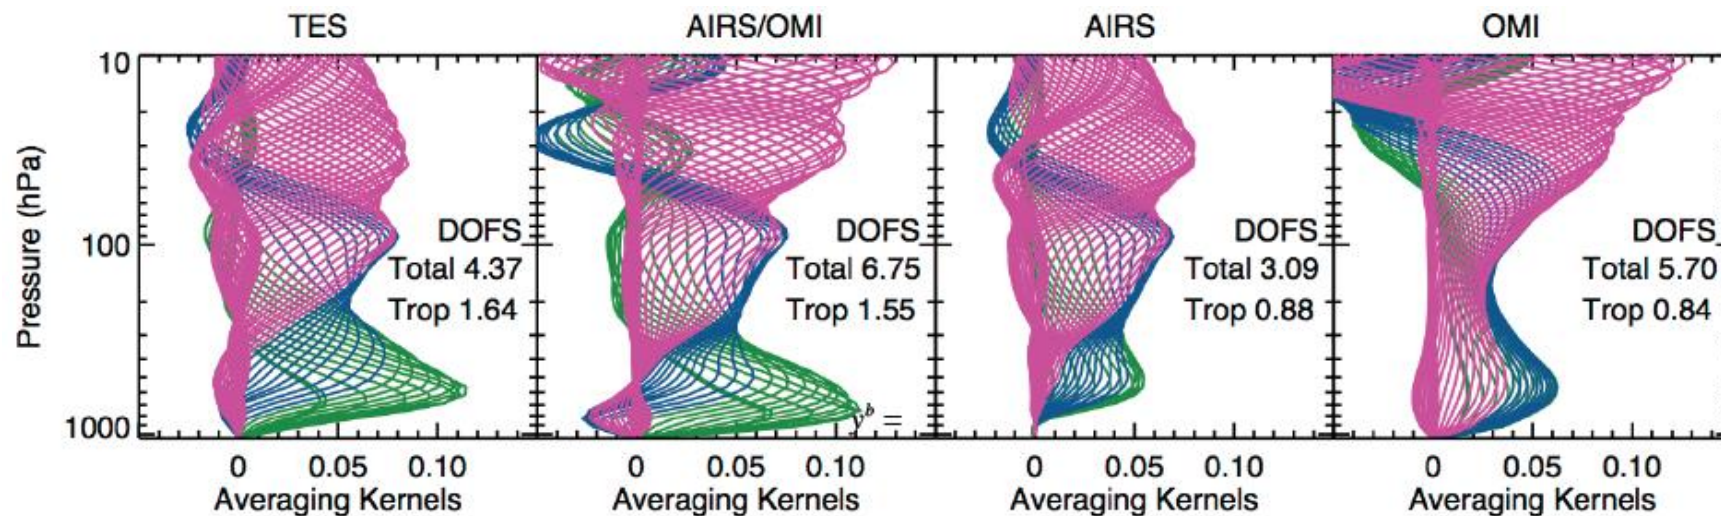 TES AIRS/OMI AIRS OMI
Pressure (hPa)
10
100
1000
DOFS
Total 4.37
Trop 1.64
DOFS
Total 6.75
Trop 1.55
DOFS
Total 3.09
Trop 0.88
DOFS
Total 5.70
Trop 0.84
0 0.05 0.10
0 0.05 0.10
0 0.05 0.10
0 0.05 0.10
Averaging Kernels
Averaging Kernels
Averaging Kernels
Averaging Kernels